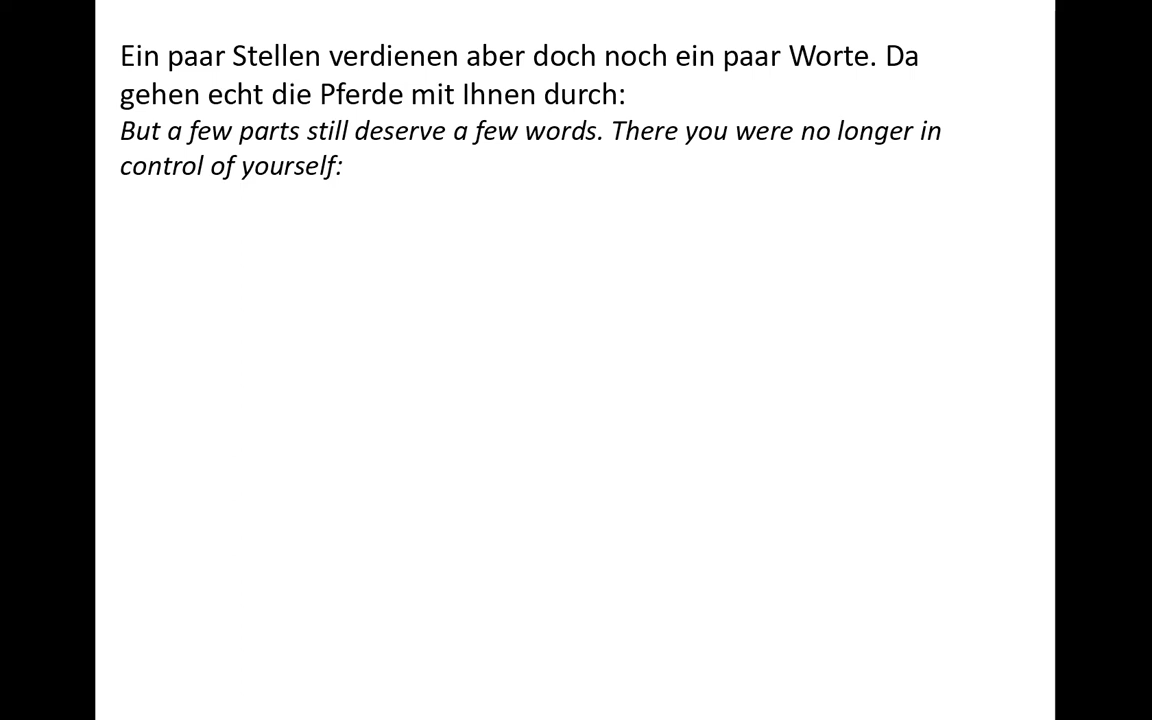 Ein paar Stellen verdienen aber doch noch ein paar Worte. Da
gehen echt die Pferde mit Ihnen durch:
But a few parts still deserve a few words. There you were no longer in
control of yourself: